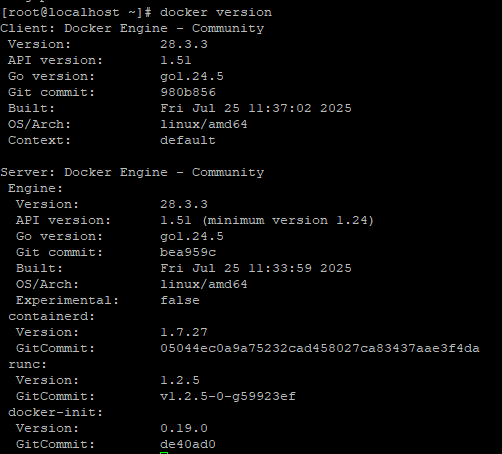 [root@localhost ~]# docker version
Client: Docker Engine - Community
 Version:           28.3.3
 API version:       1.51
 Go version:        go1.24.5
 Git commit:        980b856
 Built:             Fri Jul 25 11:37:02 2025
 OS/Arch:           linux/amd64
 Context:           default

Server: Docker Engine - Community
 Engine:
  Version:          28.3.3
  API version:      1.51 (minimum version 1.24)
  Go version:       go1.24.5
  Git commit:       bea959c
  Built:            Fri Jul 25 11:33:59 2025
  OS/Arch:          linux/amd64
  Experimental:     false
 containerd:
  Version:          1.7.27
  GitCommit:        05044ec0a9a75232cad458027ca83437aae3f4da
 runc:
  Version:          1.2.5
  GitCommit:        v1.2.5-0-g59923ef
 docker-init:
  Version:          0.19.0
  GitCommit:        de40ad0